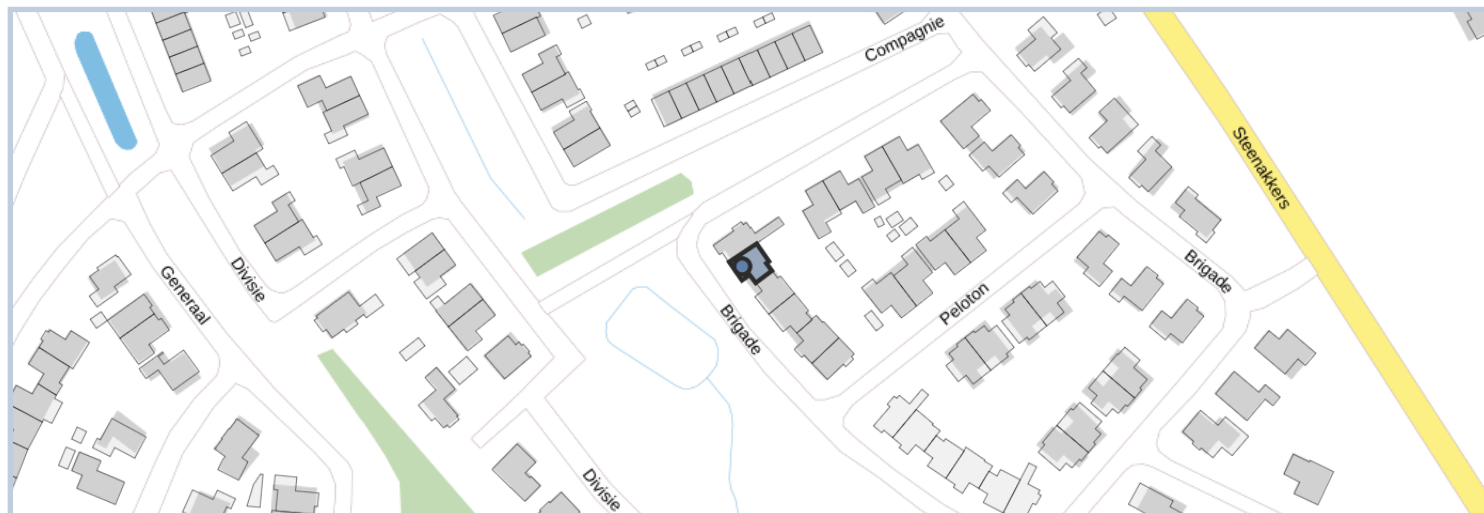 Compagnie
Steenakkers
Generaal
Divisie
Brigade
Brigade
Peloton
Divisie